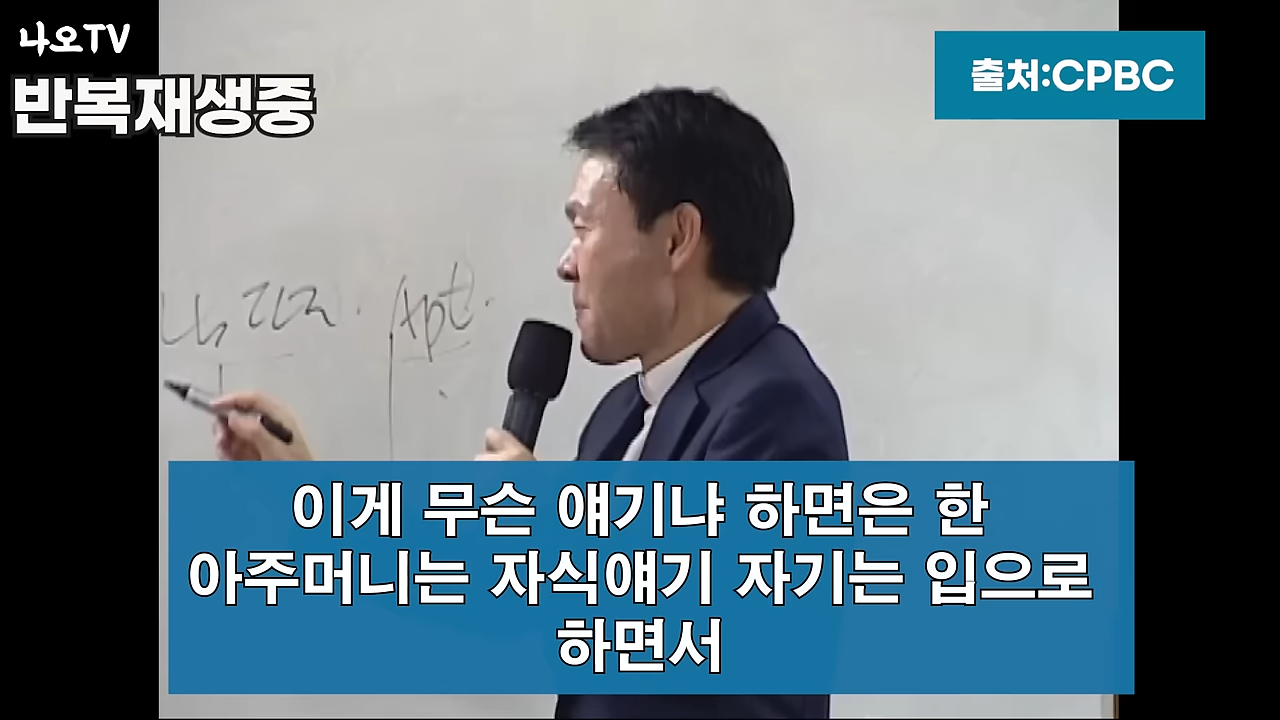 나오TV
반복재생중
출처:CPBC
Apt.
이게 무슨 얘기냐 하면은 한
아주머니는 자식얘기 자기는 입으로
하면서